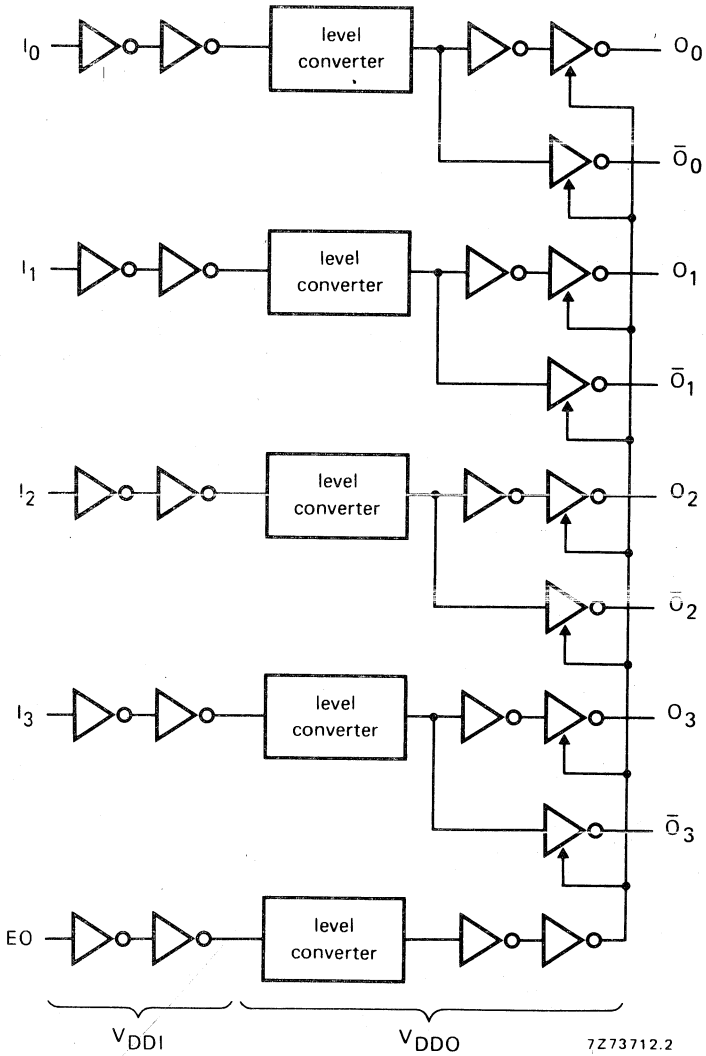 I0
level
converter
O0
Ō0
I1
level
converter
O1
Ō1
I2
level
converter
O2
Ō2
I3
level
converter
O3
Ō3
EO
level
converter
VDDI
VDDO
7Z73712.2